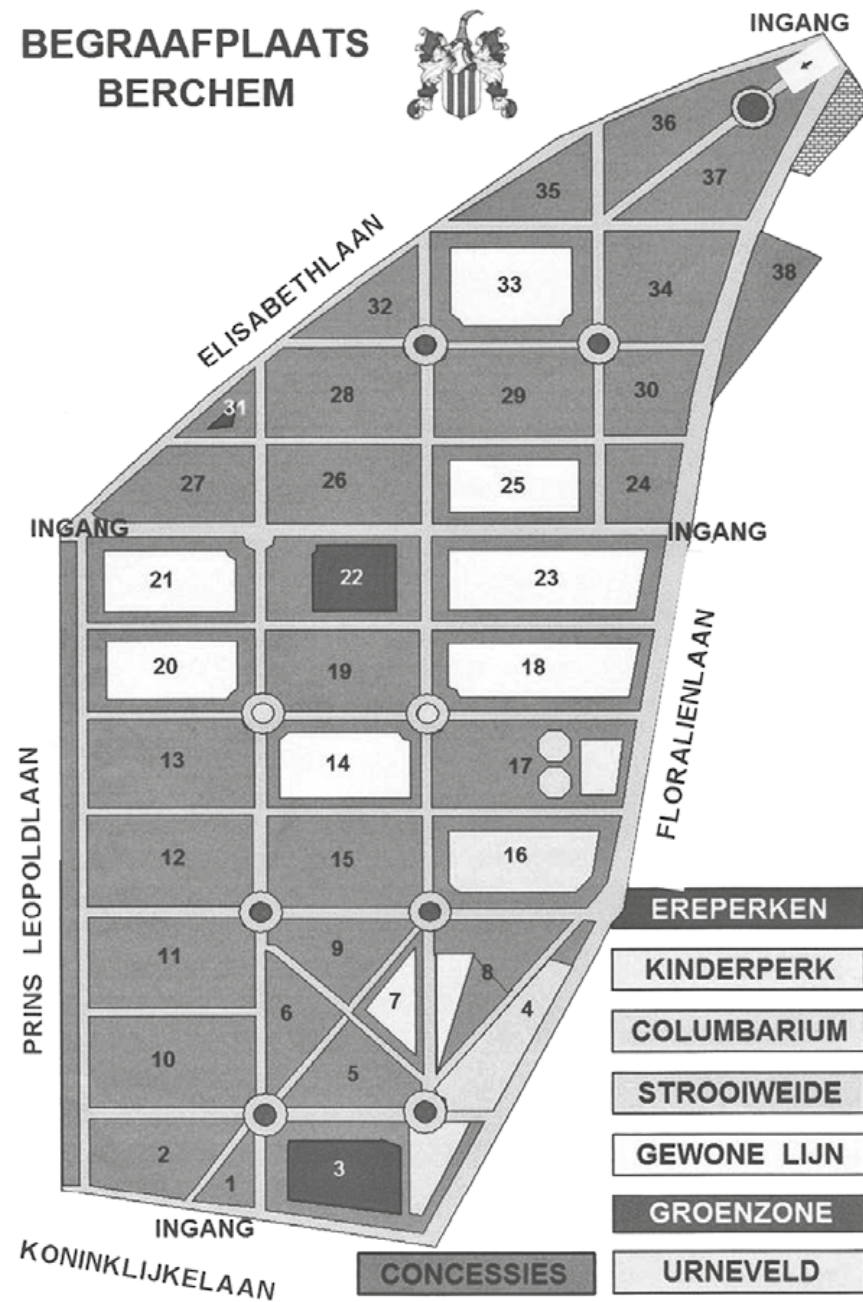 BEGRAAFPLAATS
BERCHEM
INGANG
36
37
35
38
ELISABETHLAAN
33
34
32
31
28
29
30
27
26
25
24
INGANG
INGANG
21
22
23
20
19
18
PRINS LEOPOLDLAAN
13
14
17
FLORALIENLAAN
12
15
16
11
9
8
7
4
6
10
5
2
1
3
INGANG
KONINKLIJKELAAN
EREPERKEN
KINDERPERK
COLUMBARIUM
STROOIWEIDE
GEWONE LIJN
GROENZONE
CONCESSIES
URNEVELD